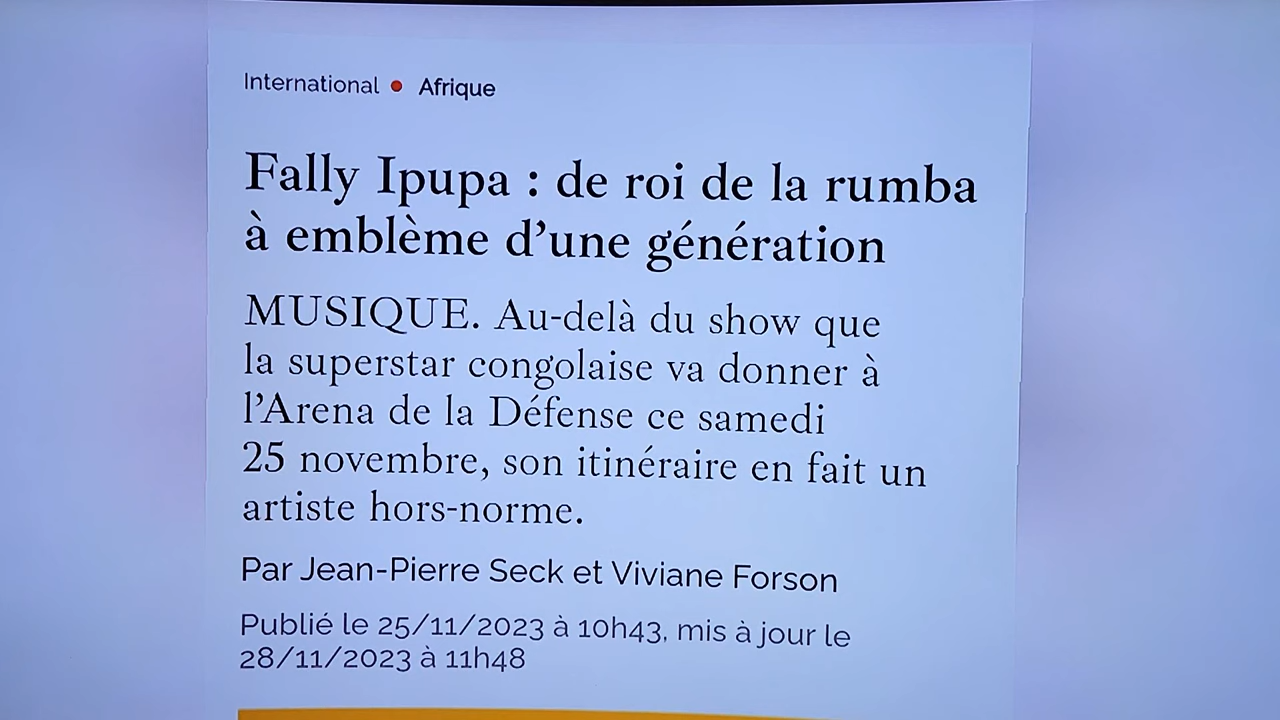 International • Afrique
Fally Ipupa : de roi de la rumba
à emblème d’une génération
MUSIQUE. Au-delà du show que
la superstar congolaise va donner à
l’Arena de la Défense ce samedi
25 novembre, son itinéraire en fait un
artiste hors-norme.
Par Jean-Pierre Seck et Viviane Forson
Publié le 25/11/2023 à 10h43, mis à jour le
28/11/2023 à 11h48